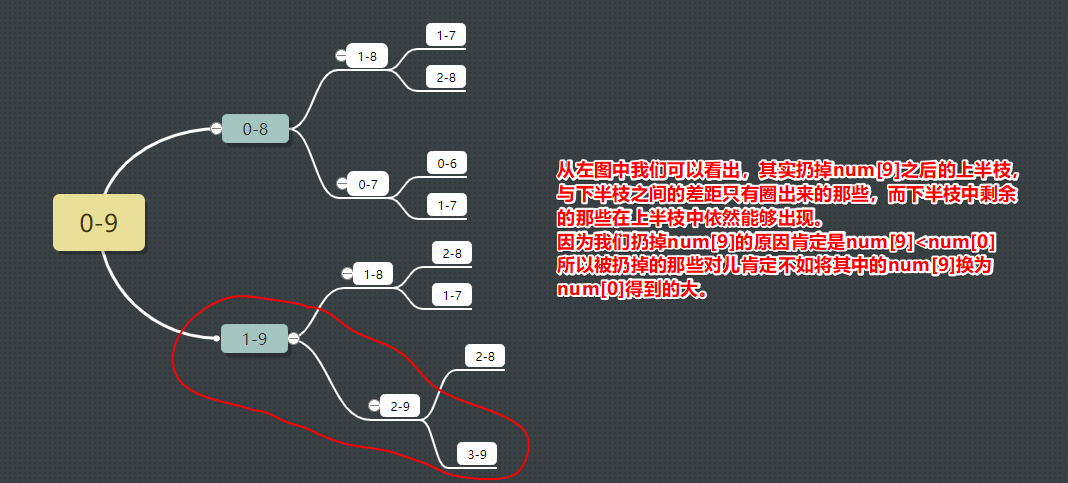 1-7
1-8
2-8
0-8
0-6
0-7
1-7
0-9
2-8
1-8
1-7
1-9
2-8
2-9
3-9
从左图中我们可以看出，其实扔掉num[9]之后的上半枝，
与下半枝之间的差距只有圈出来的那些，而下半枝中剩余
的那些在上半枝中依然能够出现。
因为我们扔掉num[9]的原因肯定是num[9]<num[0]
所以被扔掉的那些对儿肯定不如将其中的num[9]换为
num[0]得到的大。